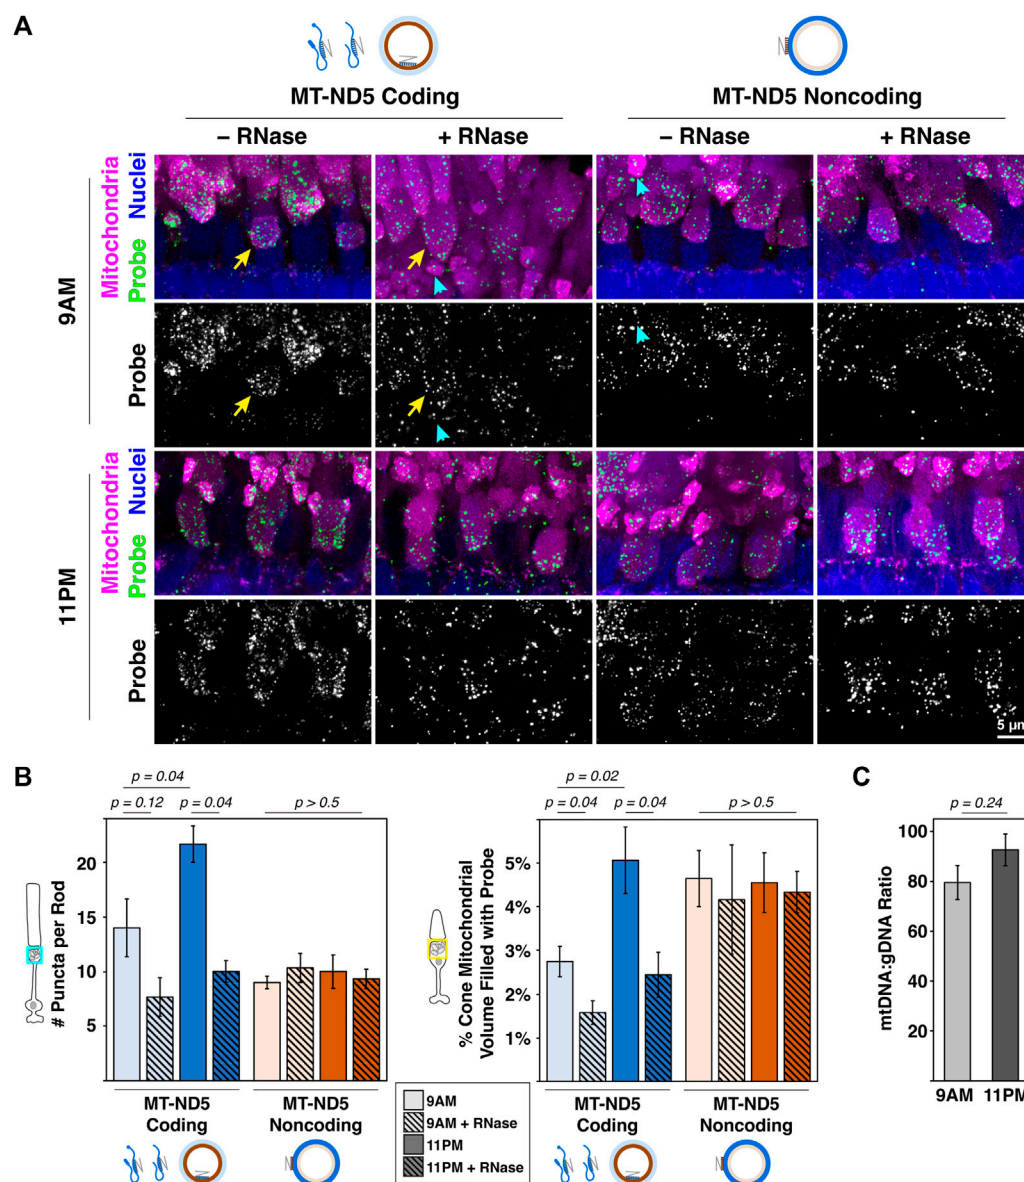 A
MT-ND5 Coding
MT-ND5 Noncoding
– RNase
+ RNase
– RNase
+ RNase
9AM
Mitochondria
Probe Nuclei
Probe
11PM
Mitochondria
Probe Nuclei
Probe
5 µm
B
p = 0.04
p = 0.12
p = 0.04
p > 0.5
# Puncta per Rod
20
15
10
5
MT-ND5
Coding
MT-ND5
Noncoding
9AM
9AM + RNase
11PM
11PM + RNase
p = 0.02
p = 0.04
p = 0.04
p > 0.5
% Cone Mitochondrial
Volume Filled with Probe
5%
4%
3%
2%
1%
MT-ND5
Coding
MT-ND5
Noncoding
C
p = 0.24
mtDNA:gDNA Ratio
100
80
60
40
20
9AM
11PM